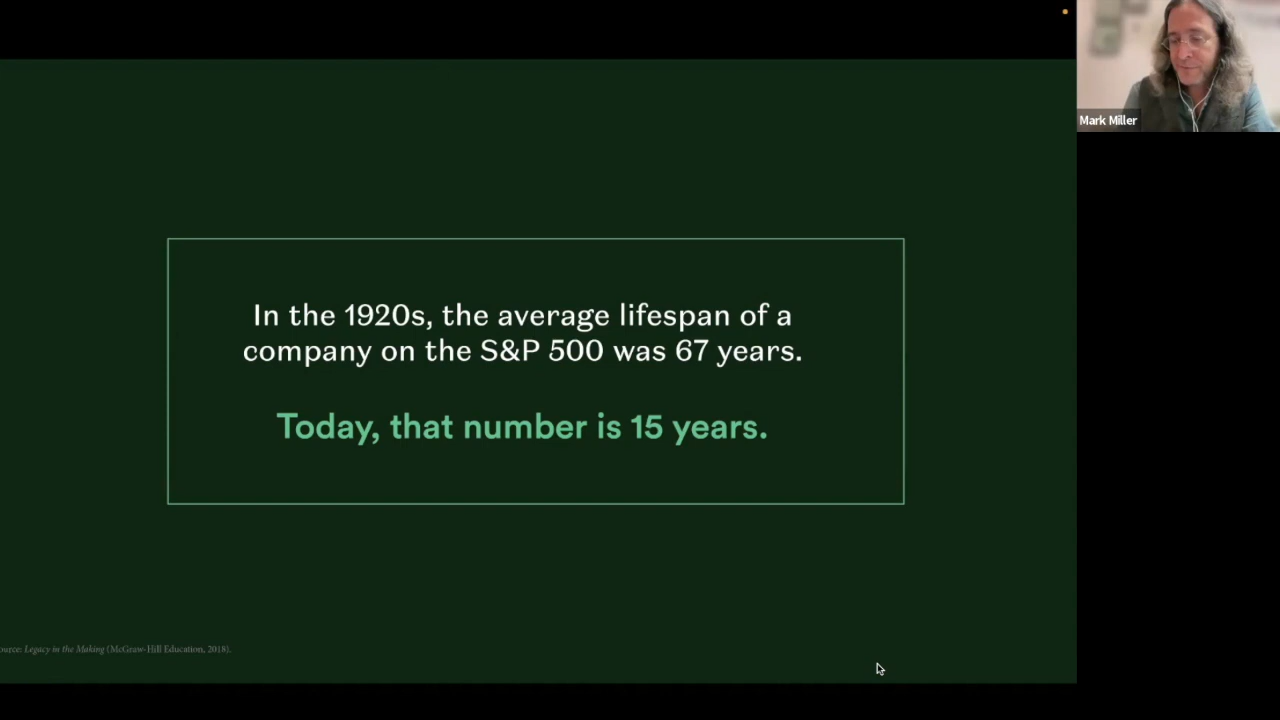 Mark Miller
In the 1920s, the average lifespan of a
company on the S&P 500 was 67 years.
Today, that number is 15 years.
ource: Legacy in the Making (McGraw-Hill Education, 2018).